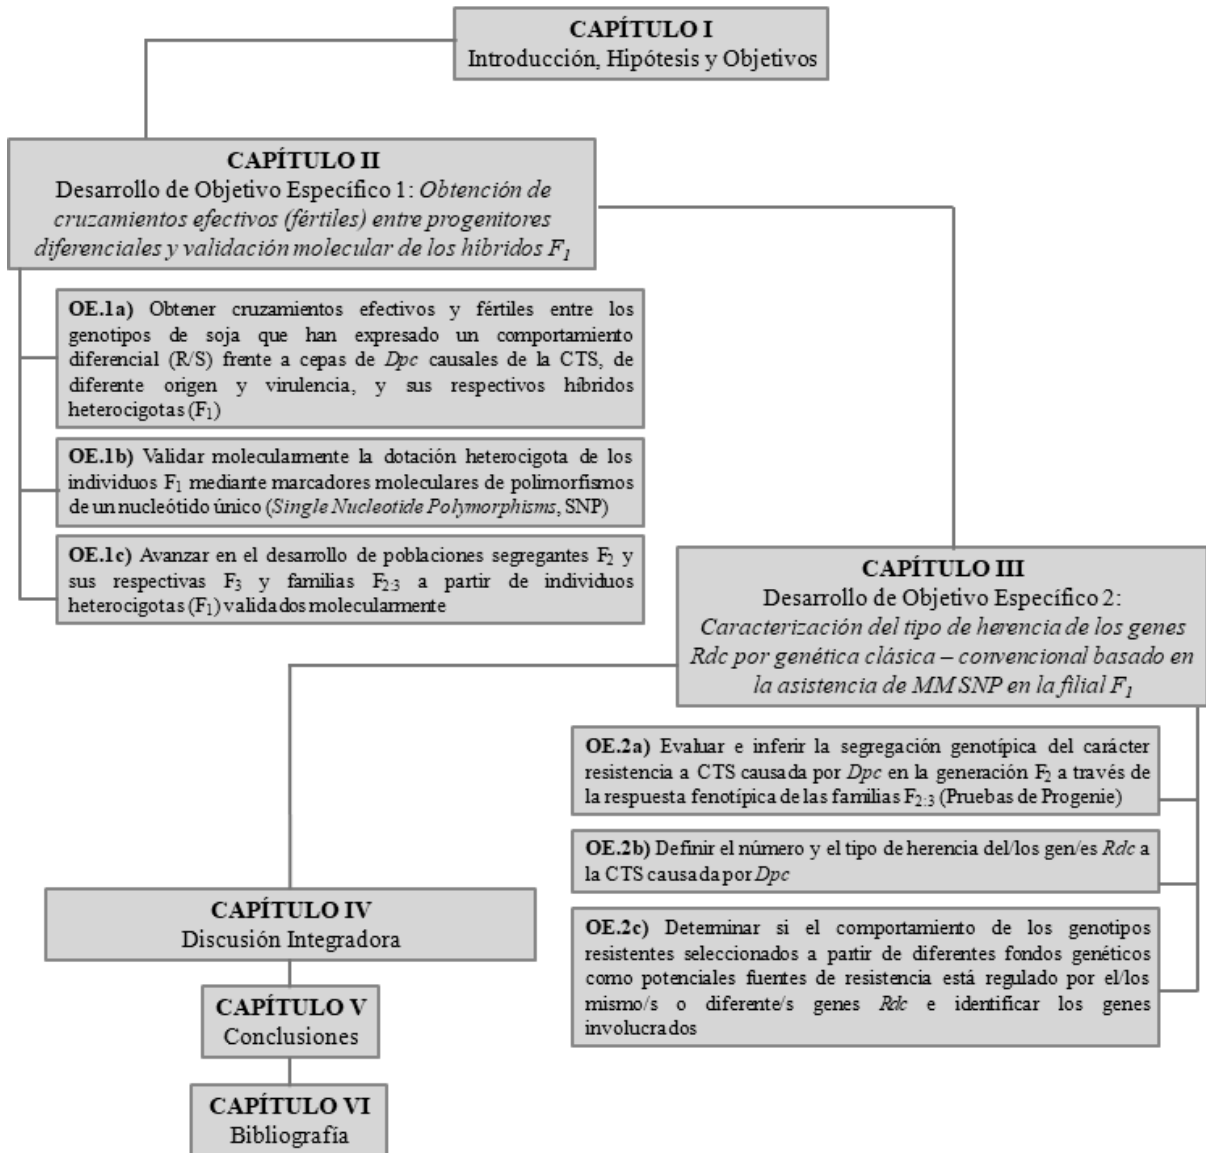 CAPÍTULO I
Introducción, Hipótesis y Objetivos
CAPÍTULO II
Desarrollo de Objetivo Específico 1: Obtención de
cruzamientos efectivos (fértiles) entre progenitores
diferenciales y validación molecular de los híbridos F1
OE.1a) Obtener cruzamientos efectivos y fértiles entre los
genotipos de soja que han expresado un comportamiento
diferencial (R/S) frente a cepas de Dpc causales de la CTS, de
diferente origen y virulencia, y sus respectivos híbridos
heterocigotas (F1)
OE.1b) Validar molecularmente la dotación heterocigota de los
individuos F1 mediante marcadores moleculares de polimorfismos
de un nucleótido único (Single Nucleotide Polymorphisms, SNP)
OE.1c) Avanzar en el desarrollo de poblaciones segregantes F2 y
sus respectivas F3 y familias F2:3 a partir de individuos
heterocigotas (F1) validados molecularmente
CAPÍTULO III
Desarrollo de Objetivo Específico 2:
Caracterización del tipo de herencia de los genes
Rdc por genética clásica – convencional basado en
la asistencia de MM SNP en la filial F1
OE.2a) Evaluar e inferir la segregación genotípica del carácter
resistencia a CTS causada por Dpc en la generación F2 a través de
la respuesta fenotípica de las familias F2:3 (Pruebas de Progenie)
OE.2b) Definir el número y el tipo de herencia del/los gen/es Rdc a
la CTS causada por Dpc
OE.2c) Determinar si el comportamiento de los genotipos
resistentes seleccionados a partir de diferentes fondos genéticos
como potenciales fuentes de resistencia está regulado por el/los
mismo/s o diferente/s genes Rdc e identificar los genes
involucrados
CAPÍTULO IV
Discusión Integradora
CAPÍTULO V
Conclusiones
CAPÍTULO VI
Bibliografía